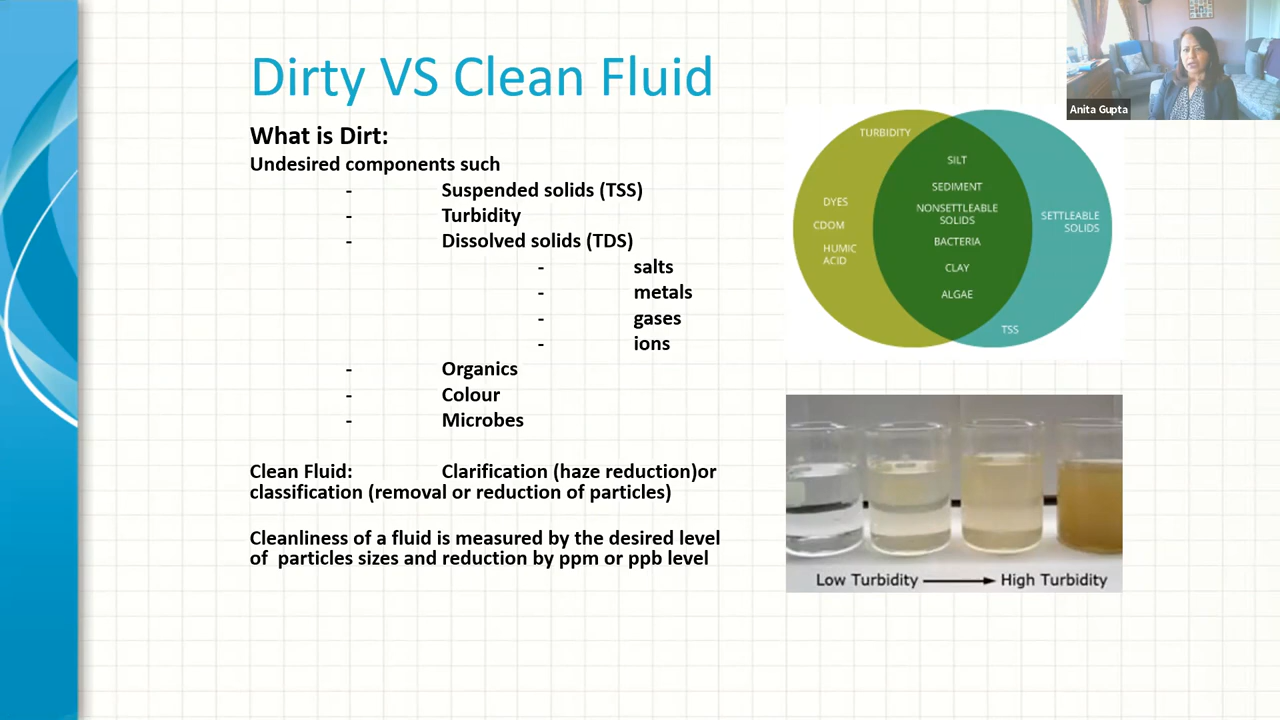 Dirty VS Clean Fluid
Anita Gupta
What is Dirt:
Undesired components such
- Suspended solids (TSS)
- Turbidity
- Dissolved solids (TDS)
- salts
- metals
- gases
- ions
- Organics
- Colour
- Microbes
Clean Fluid: Clarification (haze reduction)or
classification (removal or reduction of particles)
Cleanliness of a fluid is measured by the desired level
of particles sizes and reduction by ppm or ppb level
TURBIDITY
DYES
CDOM
HUMIC
ACID
SILT
SEDIMENT
NONSETTLEABLE
SOLIDS
BACTERIA
CLAY
ALGAE
SETTLEABLE
SOLIDS
TSS
Low Turbidity High Turbidity